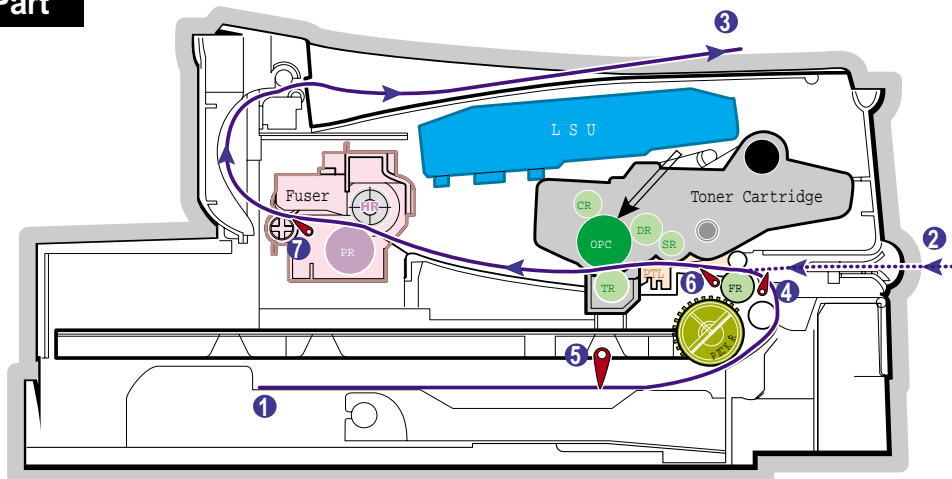 Part
3
L S U
Fuser
HR
CR
Toner Cartridge
DR
OPC
SR
2
PR
7
PTL
6
TR
FR
4
PICK R
5
1